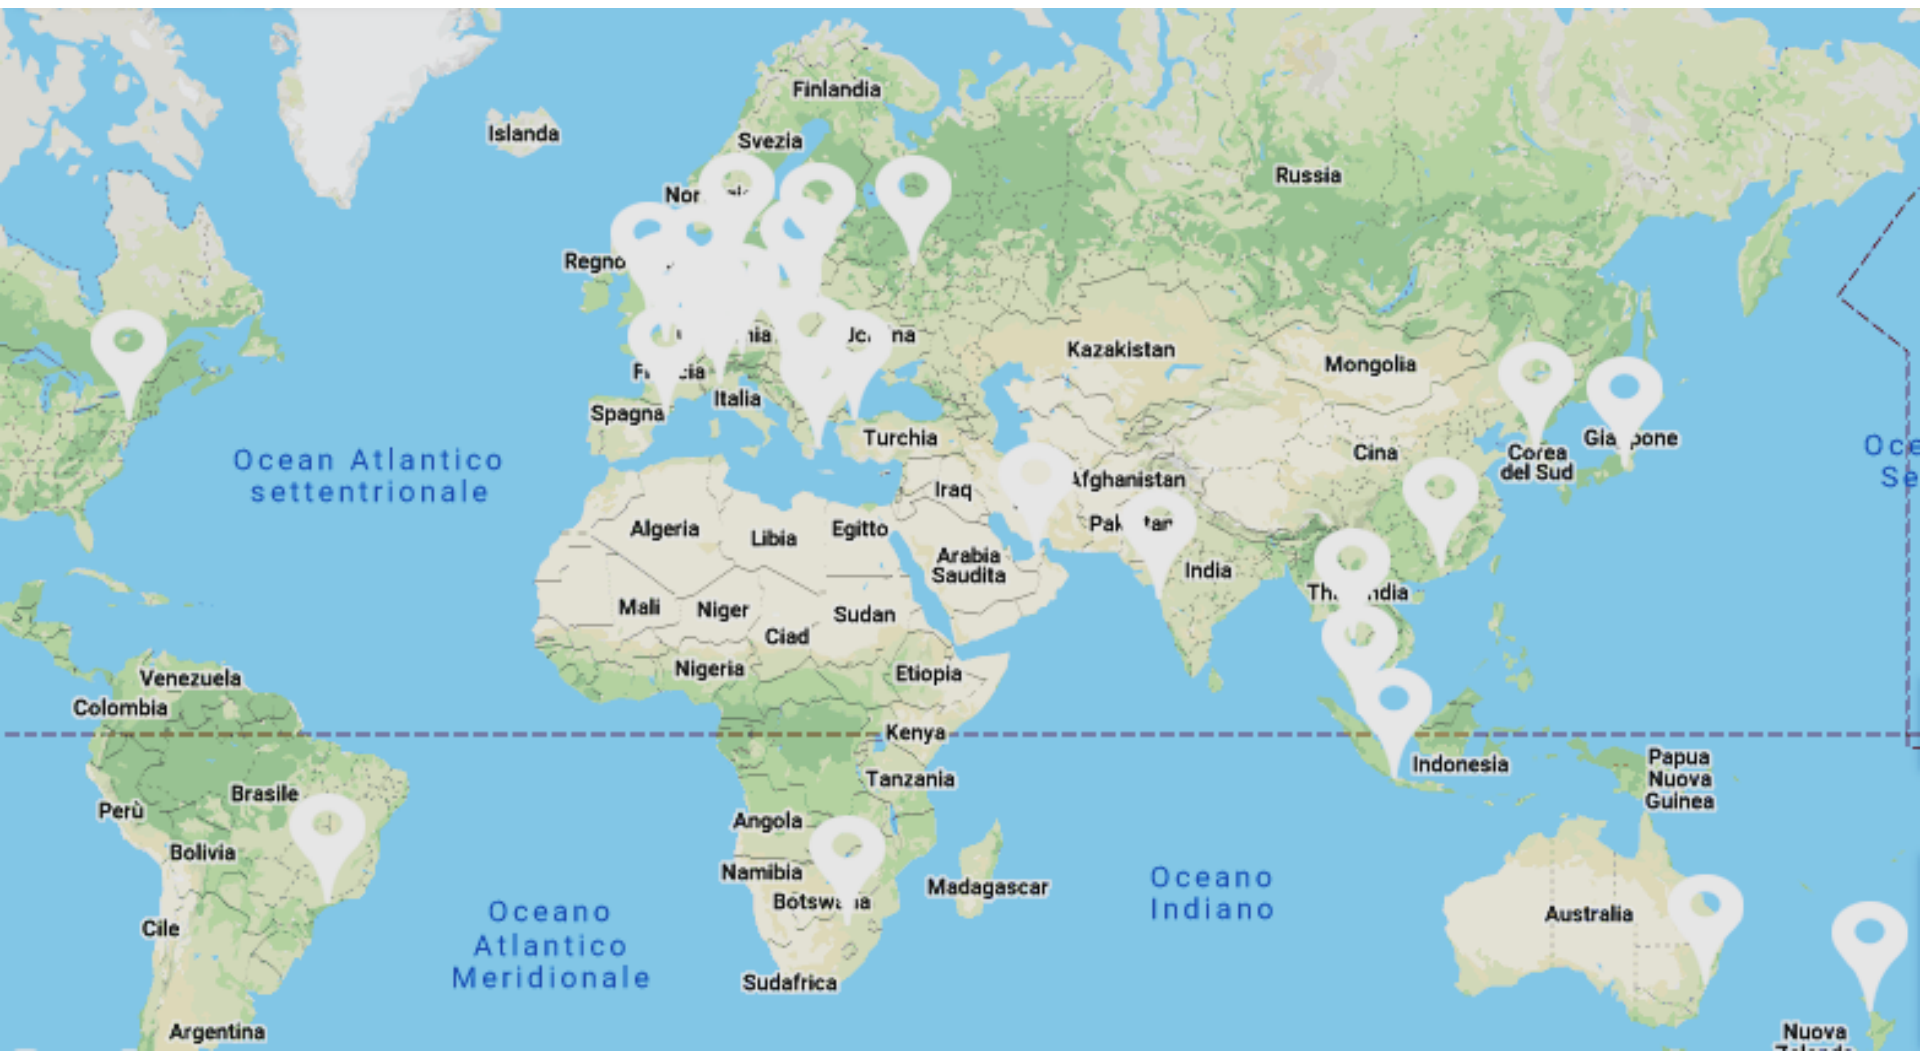 Finlandia
Islanda
Svezia
Russia
Nor
Regno
Kazakistan
Mongolia
Italia
Spagna
Turchia
Cina
Corea
del Sud
Ocean Atlantico
settentrionale
Iraq
Afghanistan
Algeria
Libia
Egitto
Arabia
Saudita
India
Mali
Niger
Sudan
Ciad
Nigeria
Etiopia
Venezuela
Colombia
Kenya
Tanzania
Indonesia
Papua
Nuova
Guinea
Brasile
Perù
Angola
Bolivia
Namibia
Madagascar
Oceano
Indiano
Australia
Oceano
Atlantico
Meridionale
Cile
Sudafrica
Argentina
Nuova